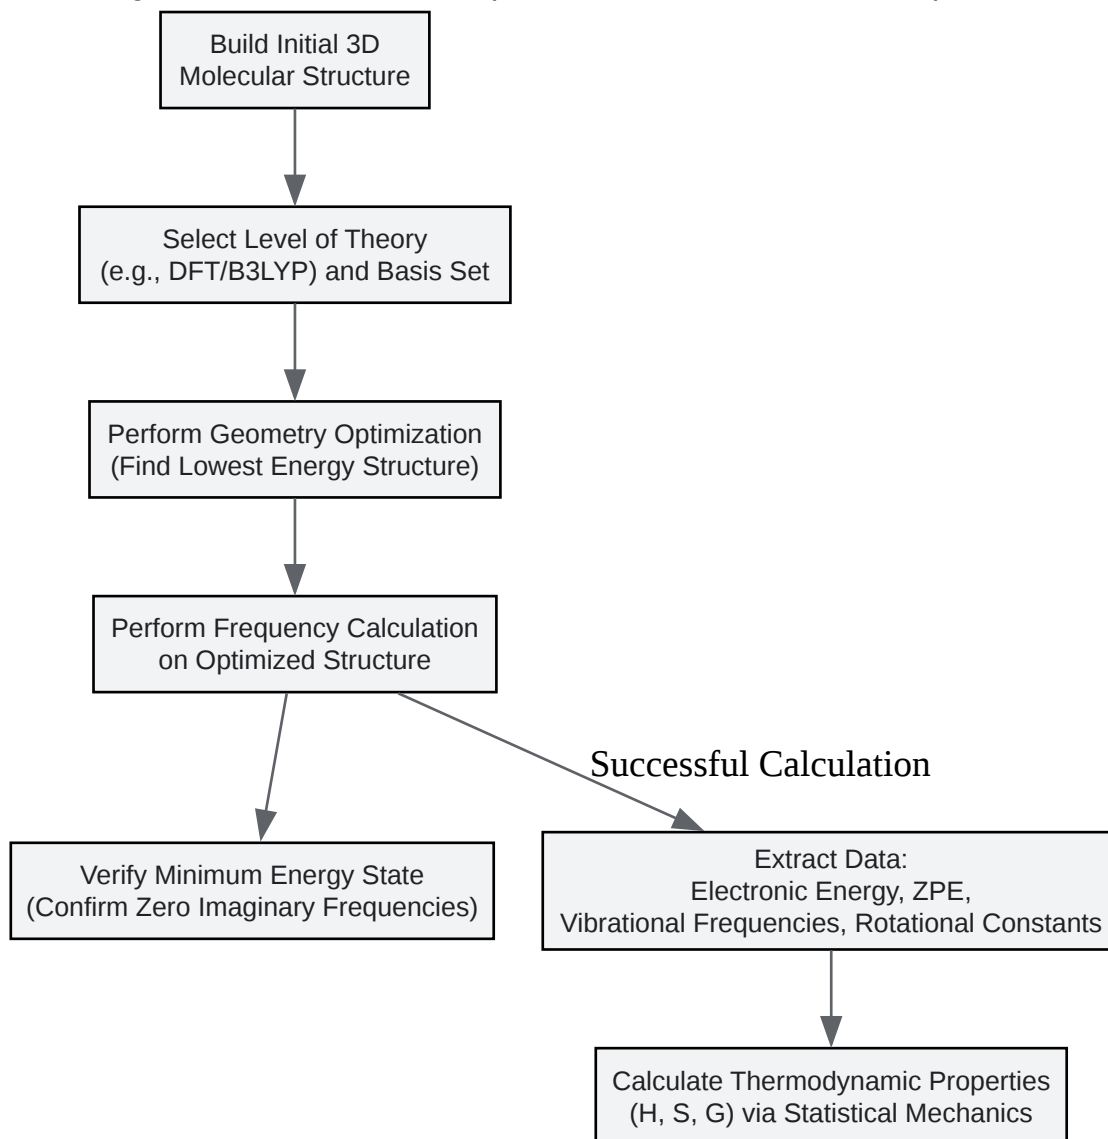 Build Initial 3D
Molecular Structure
Select Level of Theory
(e.g., DFT/B3LYP) and Basis Set
Perform Geometry Optimization
(Find Lowest Energy Structure)
Perform Frequency Calculation
on Optimized Structure
Successful Calculation
Verify Minimum Energy State
(Confirm Zero Imaginary Frequencies)
Extract Data:
Electronic Energy, ZPE,
Vibrational Frequencies, Rotational Constants
Calculate Thermodynamic Properties
(H, S, G) via Statistical Mechanics